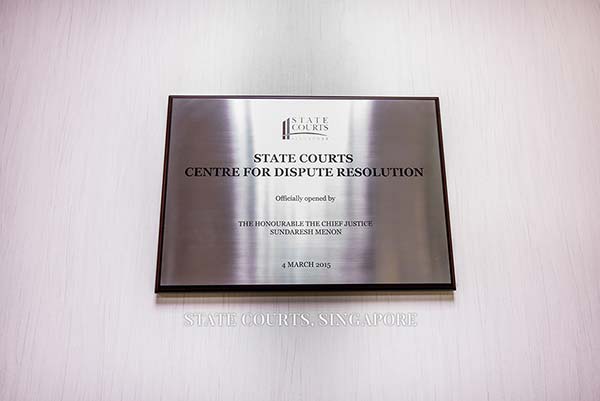 STATE
COURTS
SINGAPORE
STATE COURTS
CENTRE FOR DISPUTE RESOLUTION
Officially opened by
THE HONOURABLE THE CHIEF JUSTICE
SUNDARESH MENON
4 MARCH 2015
STATE COURTS, SINGAPORE